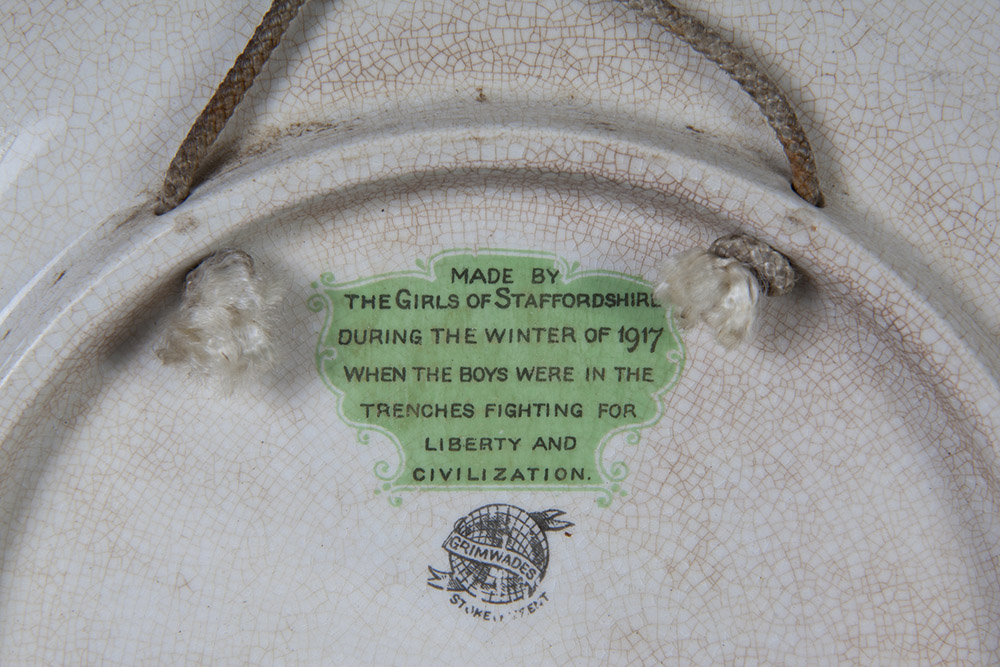 MADE BY
THE GIRLS OF STAFFORDSHIRE
DURING THE WINTER OF 1917
WHEN THE BOYS WERE IN THE
TRENCHES FIGHTING FOR
LIBERTY AND
CIVILIZATION.
GRIMWADES